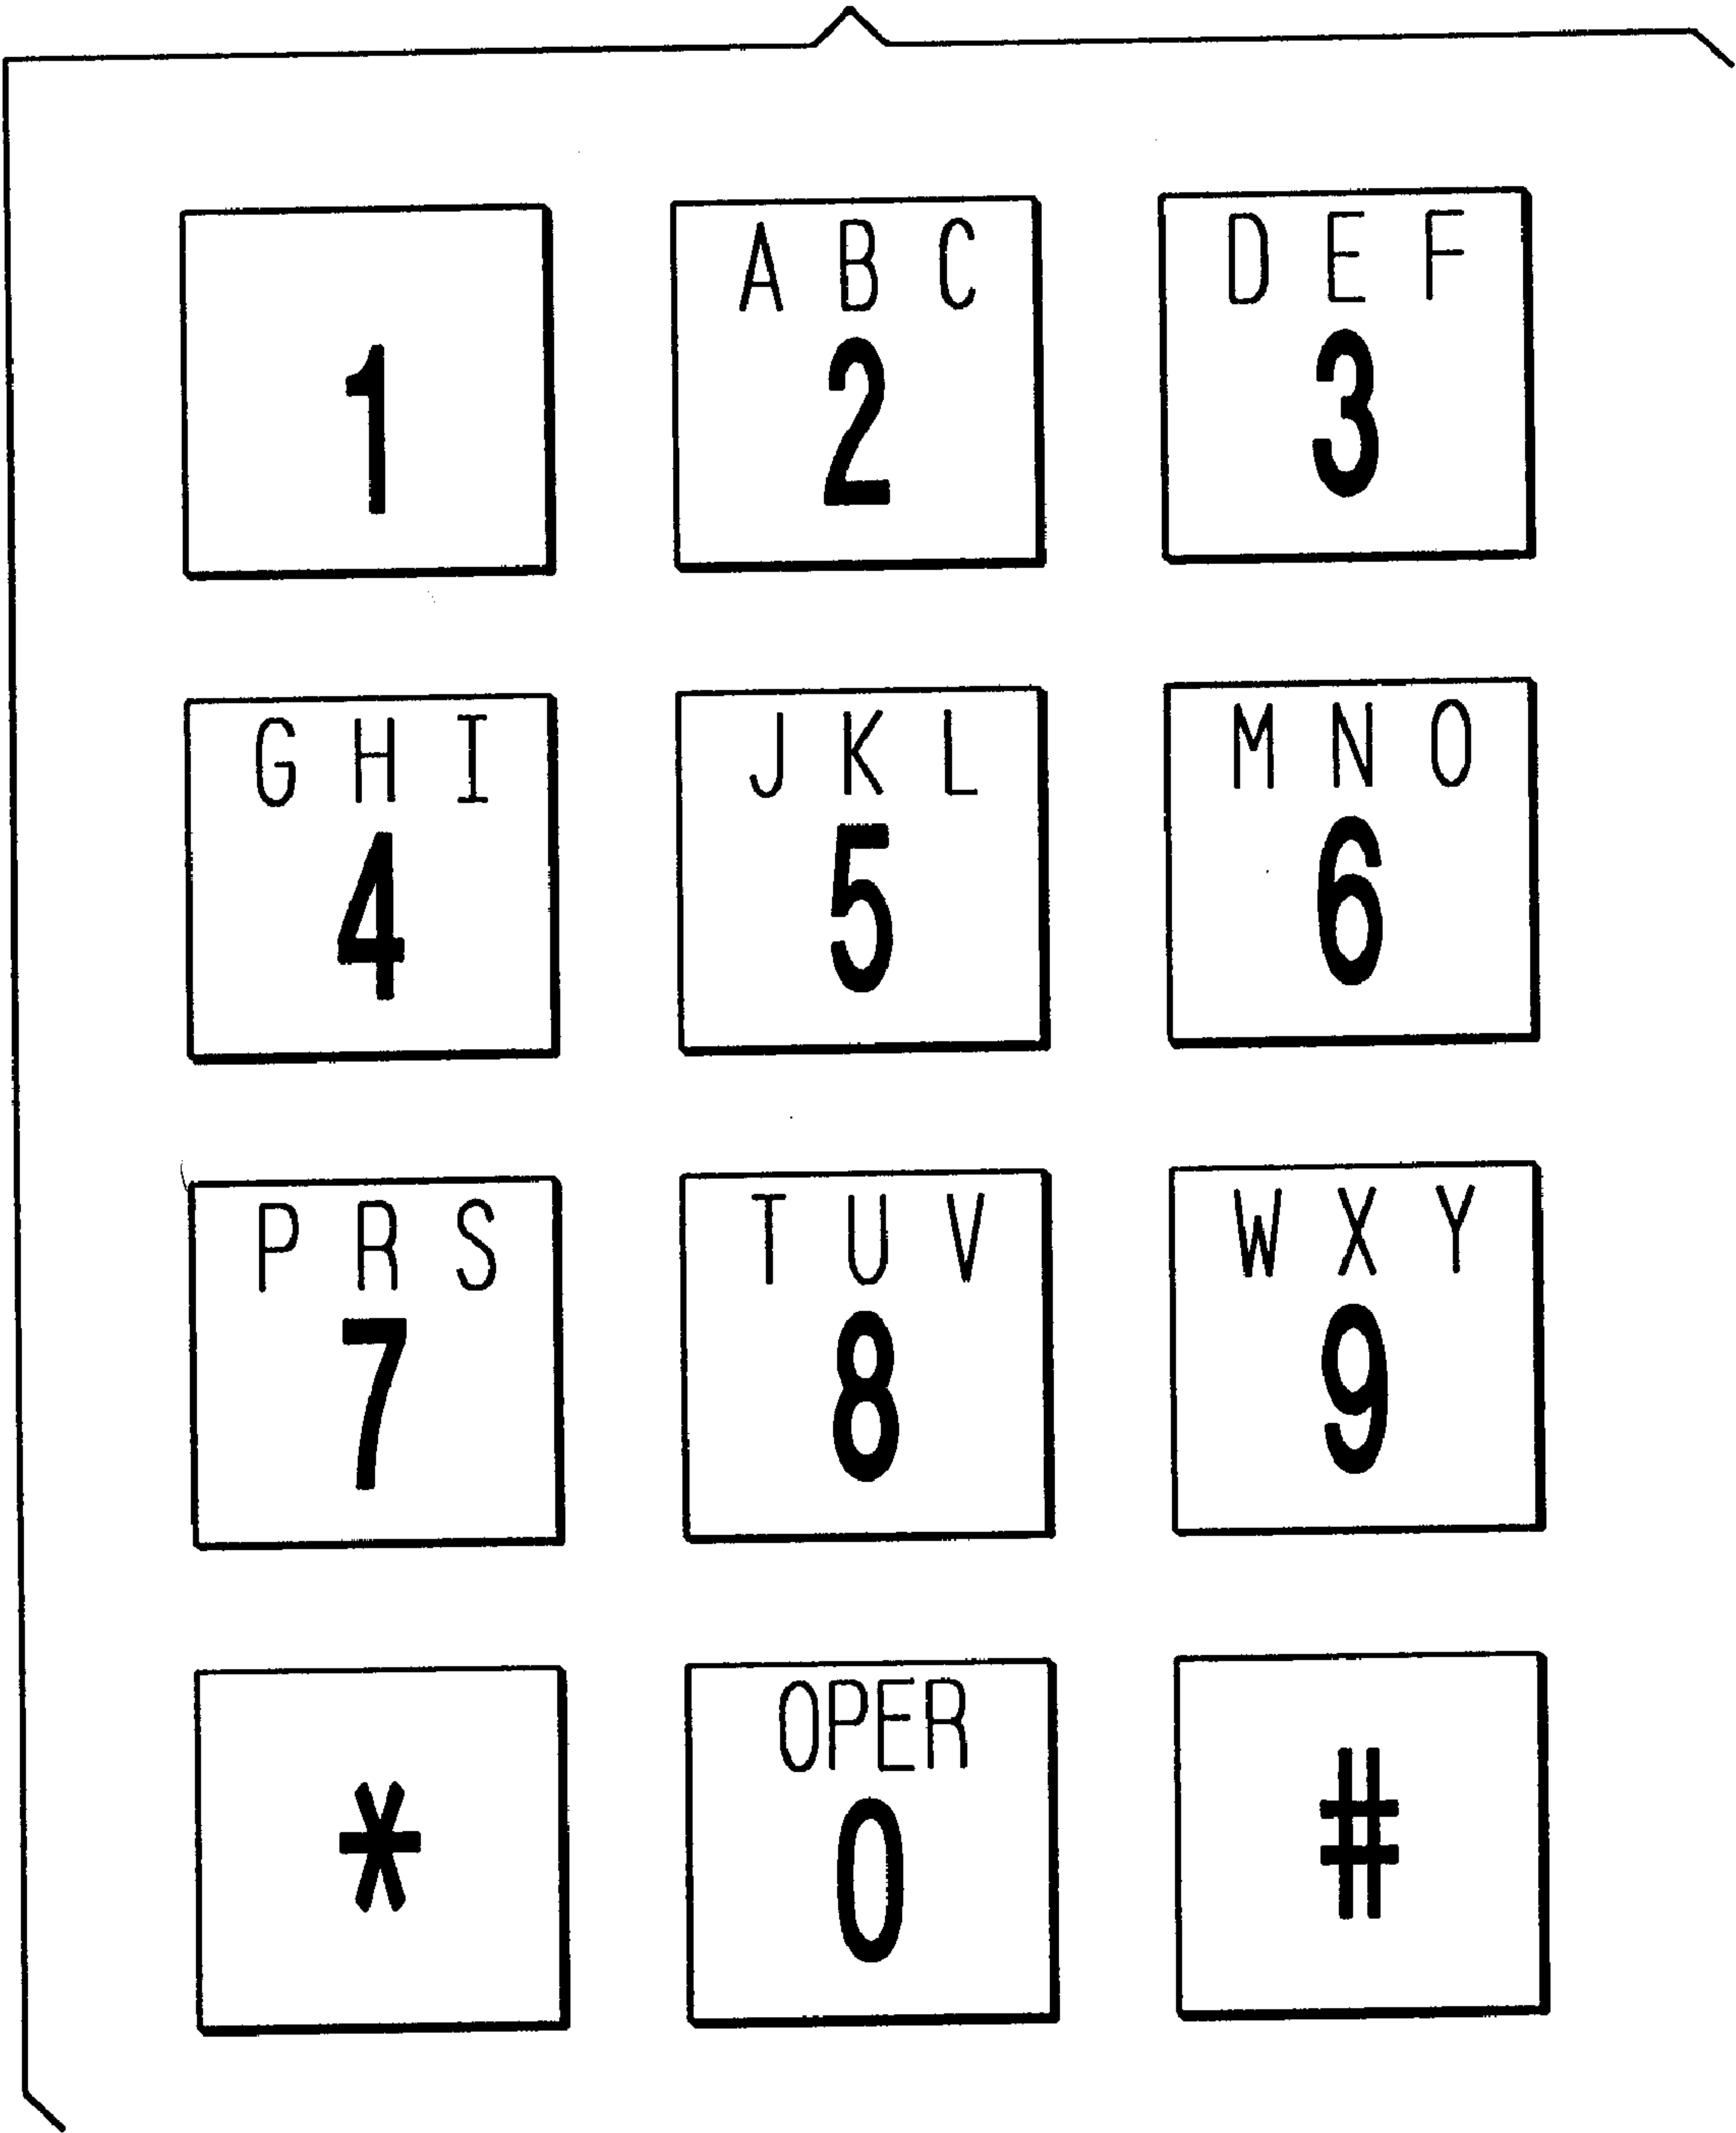 A B C D E F
1 2 3
G H I J K L M N O
4 5 6
P R S T U V W X Y
7 8 9
OPER
* 0 #